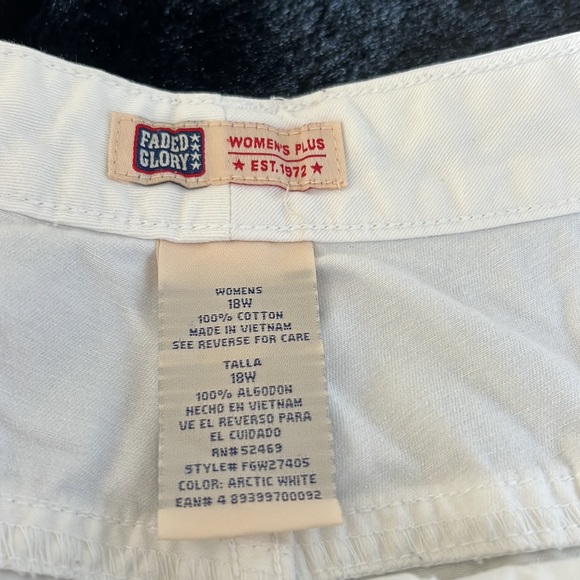 FADED
GLORY
WOMEN'S PLUS
★ EST. 1972 ★
WOMENS
18W
100% COTTON
MADE IN VIETNAM
SEE REVERSE FOR CARE
TALLA
18W
100% ALGODON
HECHO EN VIETNAM
VE EL REVERSO PARA
EL CUIDADO
RN# 52469
STYLE# FGW27405
COLOR: ARCTIC WHITE
EAN# 4 89399700092